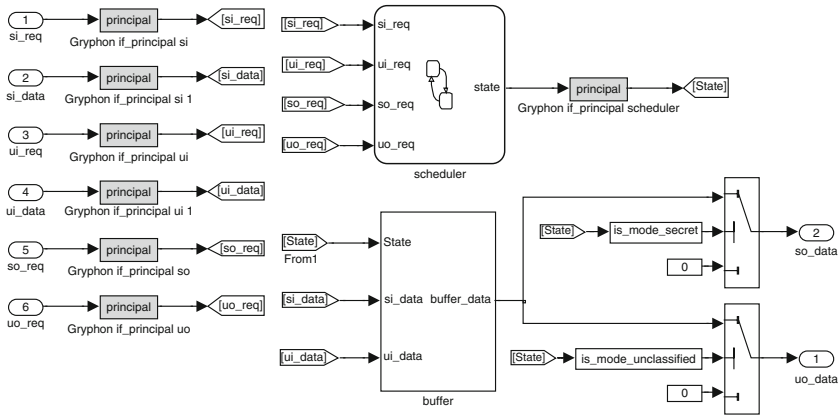 1
si_req
principal
Gryphon if_principal si
[si_req]
2
si_data
principal
Gryphon if_principal si 1
[si_data]
3
ui_req
principal
Gryphon if_principal ui
[ui_req]
4
ui_data
principal
Gryphon if_principal ui 1
[ui_data]
5
so_req
principal
Gryphon if_principal so
[so_req]
6
uo_req
principal
Gryphon if_principal uo
[uo_req]
[si_req]
[ui_req]
[so_req]
[uo_req]
si_req
ui_req
so_req
uo_req
state
scheduler
principal
Gryphon if_principal scheduler
[State]
[State]
From1
[si_data]
[ui_data]
State
si_data
ui_data
buffer_data
buffer
[State]
is_mode_secret
0
2
so_data
[State]
is_mode_unclassified
0
1
uo_data